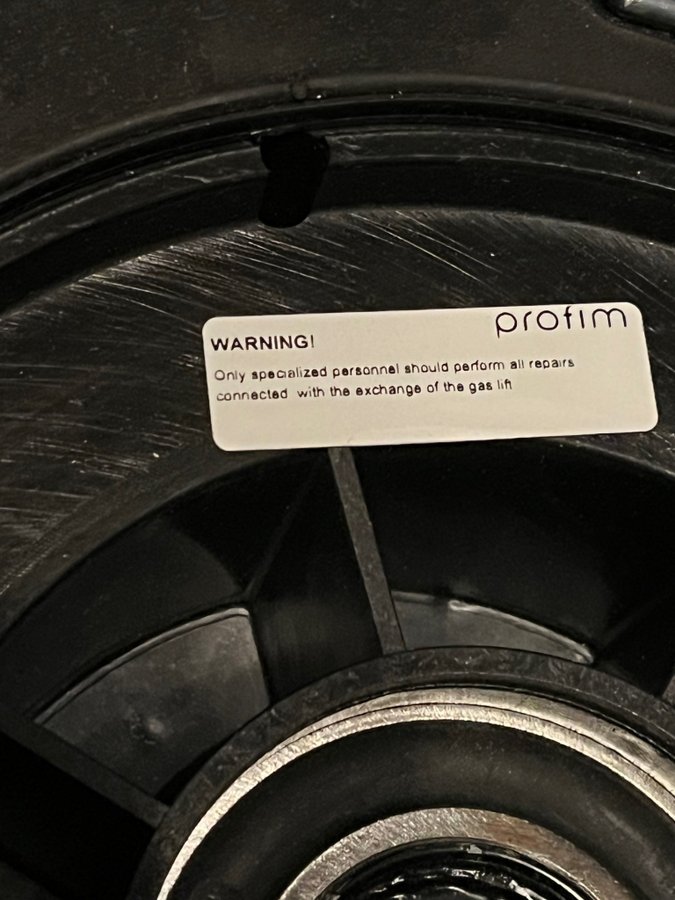 profim
WARNING!
Only specialized personnel should perform all repairs
connected with the exchange of the gas lift